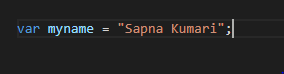 var myname = "Sapna Kumari";